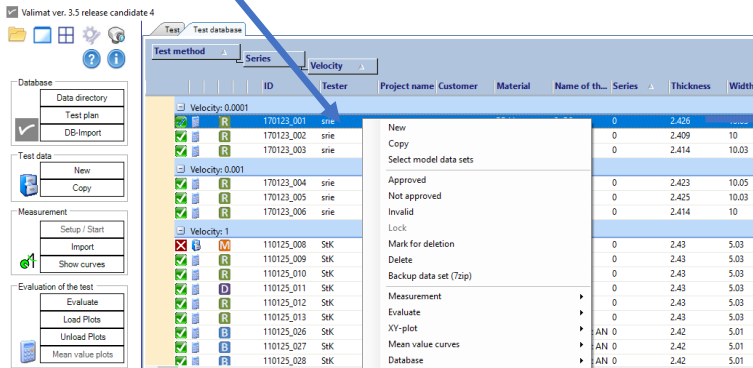 Valimat ver. 3.5 release candidate 4
Database
Data directory
Test plan
DB-Import
Test data
New
Copy
Measurement
Setup / Start
Import
Show curves
Evaluation of the test
Evaluate
Load Plots
Unload Plots
Mean value plots
Test Test database
Test method
Series
Velocity
ID Tester Project name Customer Material Name of th... Series Thickness Width
Velocity: 0.0001
R 170123_001 srie 0 2.426
R 170123_002 srie 0 2.409 10
R 170123_003 srie 0 2.414 10.03
Velocity: 0.001
R 170123_004 srie 0 2.423 10.05
R 170123_005 srie 0 2.425 10.03
R 170123_006 srie 0 2.414 10
Velocity: 1
M 110125_008 StK 0 2.43 5.03
R 110125_009 StK 0 2.43 5.03
R 110125_010 StK 0 2.43 5.03
D 110125_011 StK 0 2.43 5.03
R 110125_012 StK 0 2.43 5.03
R 110125_013 StK 0 2.43 5.03
B 110125_026 StK AN 0 2.42 5.01
B 110125_027 StK AN 0 2.42 5.01
B 110125_028 StK AN 0 2.42 5.01
New
Copy
Select model data sets
Approved
Not approved
Invalid
Lock
Mark for deletion
Delete
Backup data set (7zip)
Measurement
Evaluate
XY-plot
Mean value curves
Database